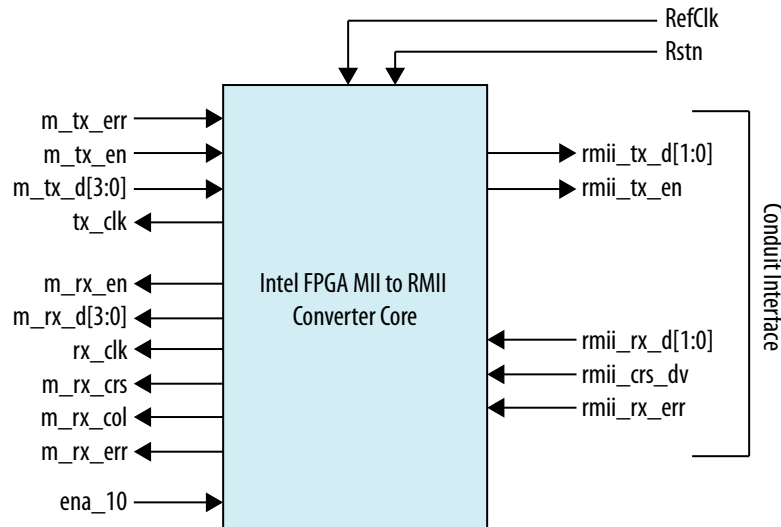 RefClk
Rstn
m_tx_err
m_tx_en
m_tx_d[3:0]
tx_clk
m_rx_en
m_rx_d[3:0]
rx_clk
m_rx_crs
m_rx_col
m_rx_err
ena_10
Intel FPGA MII to RMII
Converter Core
rmii_tx_d[1:0]
rmii_tx_en
rmii_rx_d[1:0]
rmii_crs_dv
rmii_rx_err
Conduit Interface